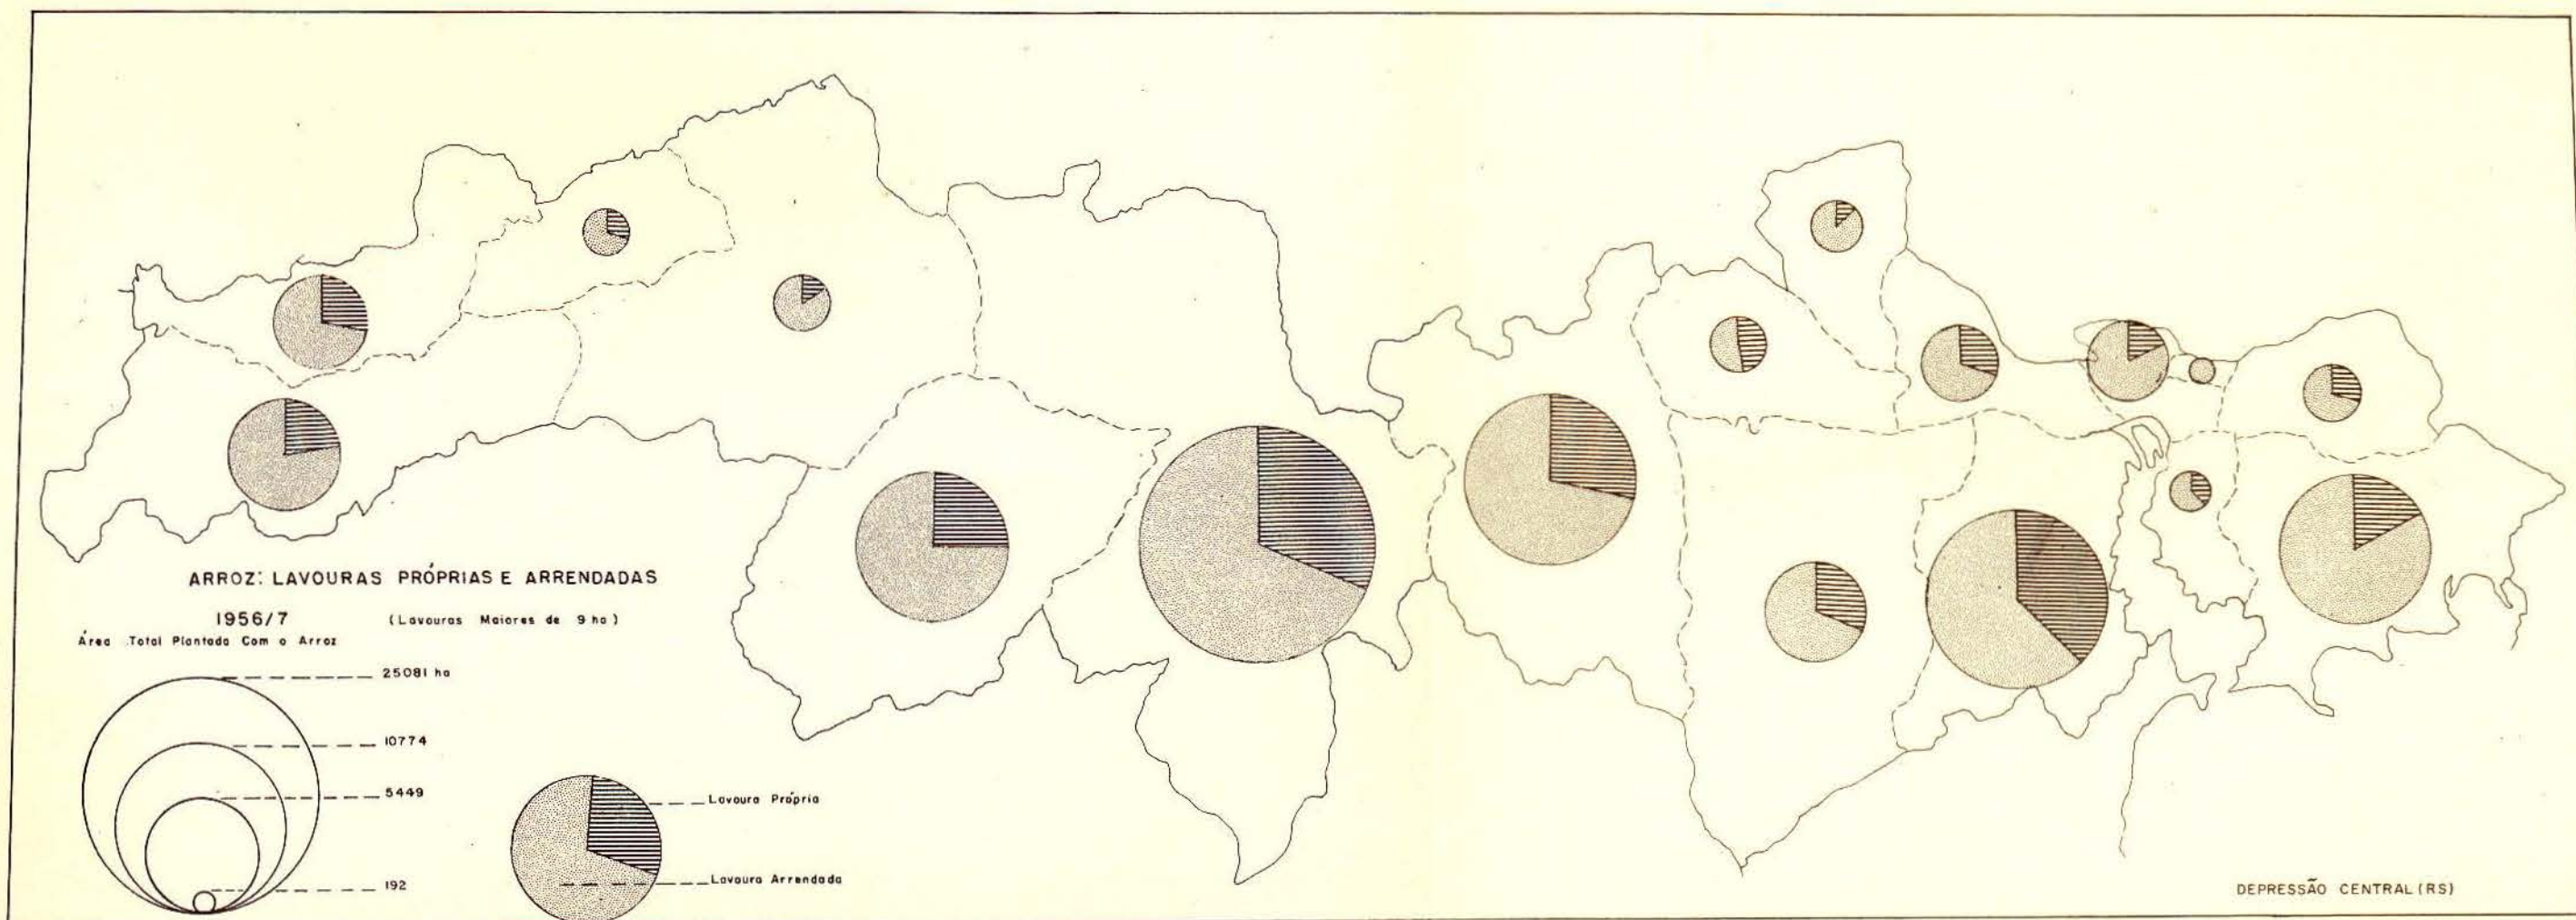 ARROZ: LAVOURAS PRÓPRIAS E ARRENDADAS
1956/7 (Lavouras Maiores de 9 ha)
Área Total Plantada Com o Arroz
25081 ha
10774
5449
192
Lavoura Própria
Lavoura Arrendada
DEPRESSÃO CENTRAL (RS)